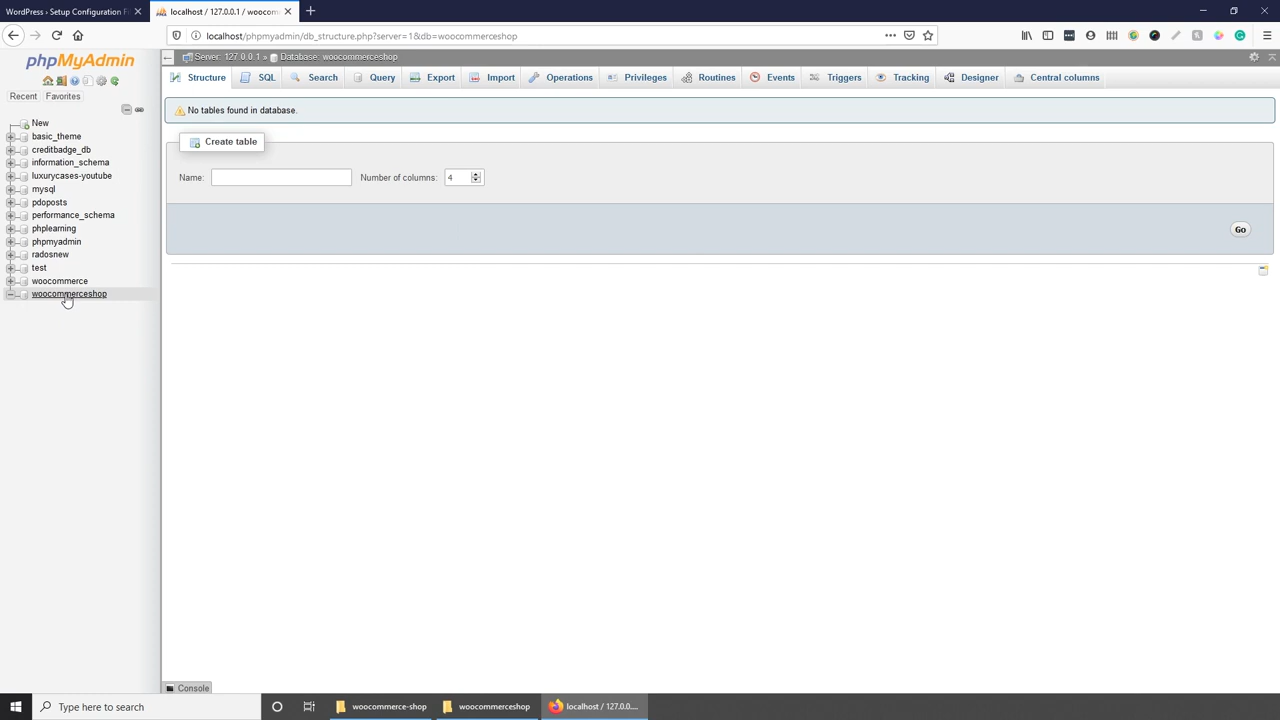 WordPress › Setup Configuration F
localhost / 127.0.0.1 / woocom
localhost/phpmyadmin/db_structure.php?server=1&db=woocommerceshop
phpMyAdmin
Recent Favorites
New
basic_theme
creditbadge_db
information_schema
luxurycases-youtube
mysql
pdoposts
performance_schema
phplearning
phpmyadmin
radosnew
test
woocommerce
woocommerceshop
Server: 127.0.0.1 » Database: woocommerceshop
Structure SQL Search Query Export Import Operations Privileges Routines Events Triggers Tracking Designer Central columns
No tables found in database.
Create table
Name: Number of columns: 4
Go
Console
Type here to search
woocommerce-shop
woocommerceshop
localhost / 127.0.0....